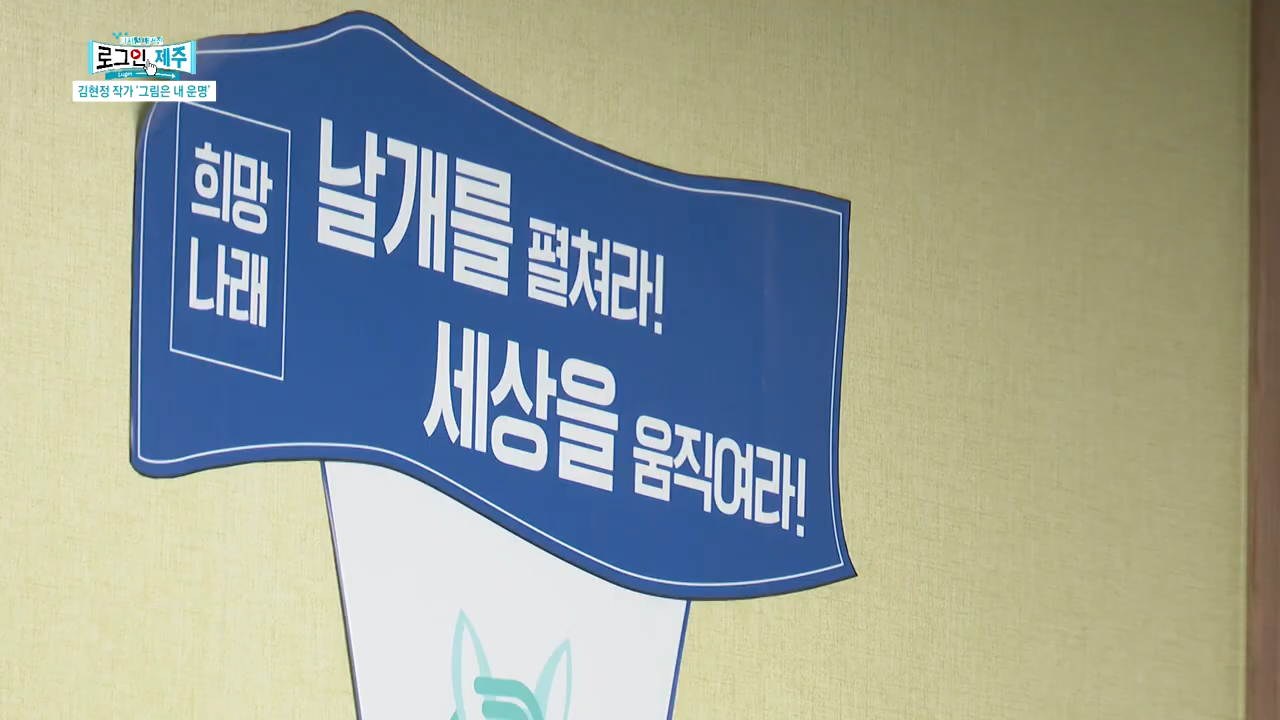 로그인 제주
Login
김현정 작가 '그림은 내 운명'
희망
나래
날개를 펼쳐라!
세상을 움직여라!